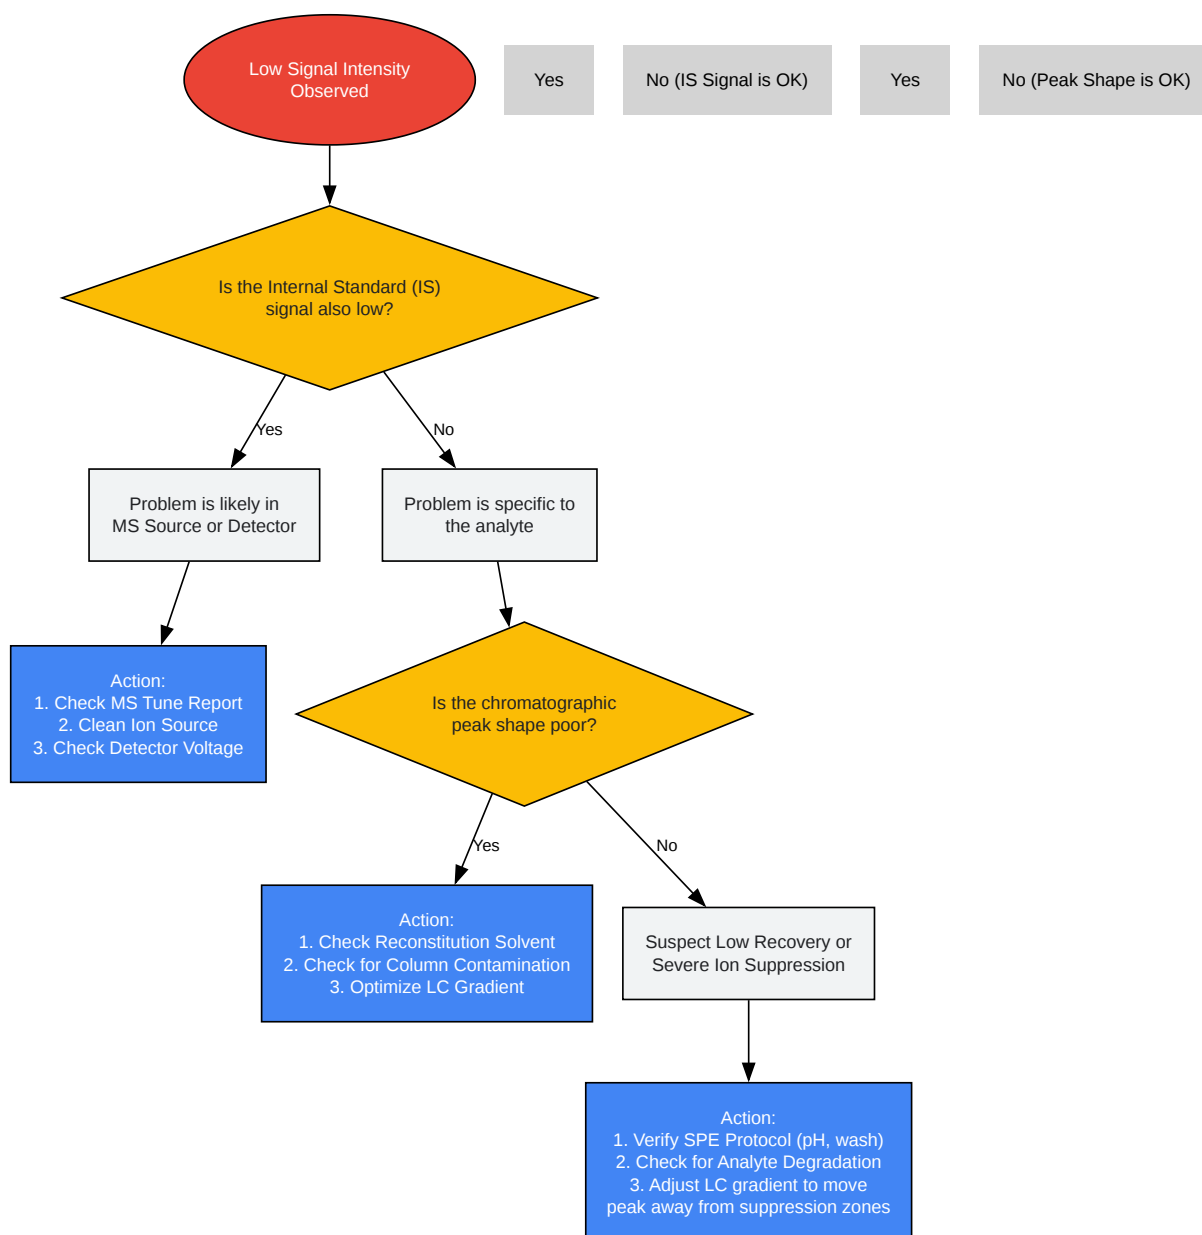 Low Signal Intensity
Observed
Yes
No (IS Signal is OK)
Yes
No (Peak Shape is OK)
Is the Internal Standard (IS)
signal also low?
Yes
No
Problem is likely in
MS Source or Detector
Problem is specific to
the analyte
Action:
1. Check MS Tune Report
2. Clean Ion Source
3. Check Detector Voltage
Is the chromatographic
peak shape poor?
Yes
No
Action:
1. Check Reconstitution Solvent
2. Check for Column Contamination
3. Optimize LC Gradient
Suspect Low Recovery or
Severe Ion Suppression
Action:
1. Verify SPE Protocol (pH, wash)
2. Check for Analyte Degradation
3. Adjust LC gradient to move
peak away from suppression zones